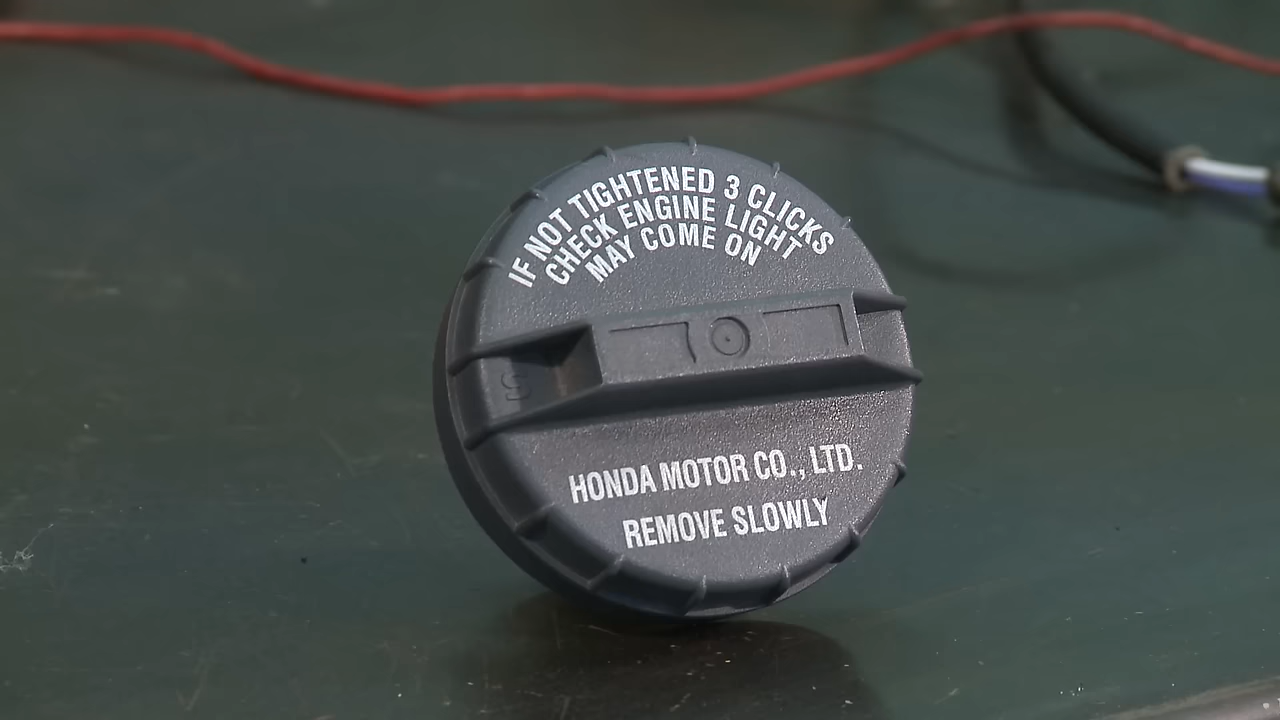 IF NOT TIGHTENED 3 CLICKS
CHECK ENGINE LIGHT
MAY COME ON
S
HONDA MOTOR CO., LTD.
REMOVE SLOWLY